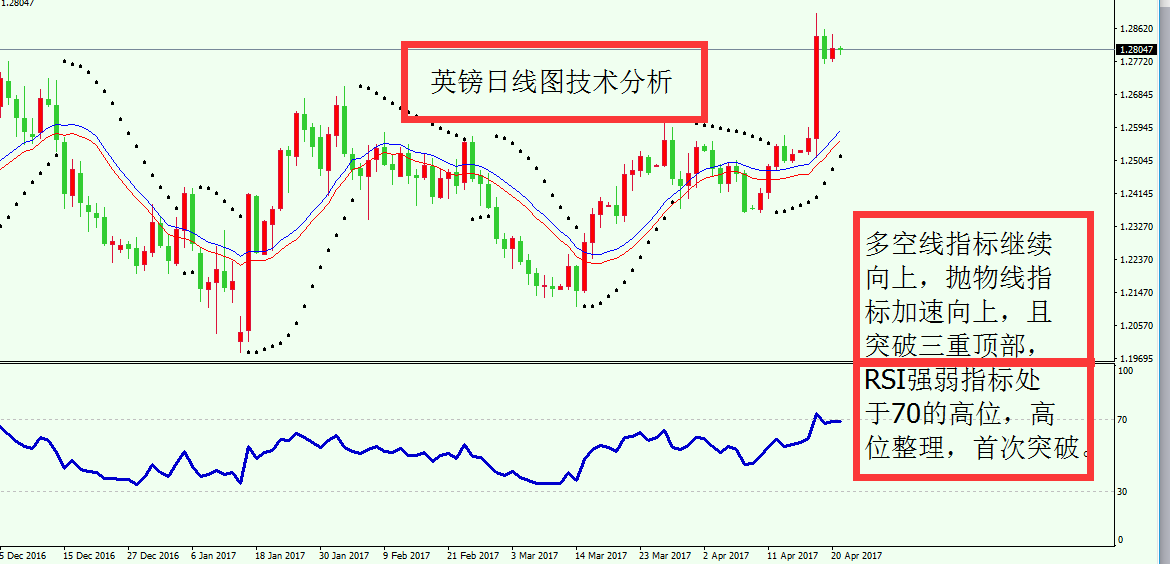 1.28047
英镑日线图技术分析
1.28620
1.28047
1.27720
1.26845
1.25945
1.25045
1.24145
1.23270
1.22370
1.21470
1.20570
1.19695
多空线指标继续
向上，抛物线指
标加速向上，且
突破三重顶部，
RSI强弱指标处
于70的高位，高
位整理，首次突破。
100
70
30
0
5 Dec 2016
15 Dec 2016
27 Dec 2016
6 Jan 2017
18 Jan 2017
30 Jan 2017
9 Feb 2017
21 Feb 2017
3 Mar 2017
14 Mar 2017
23 Mar 2017
2 Apr 2017
11 Apr 2017
20 Apr 2017